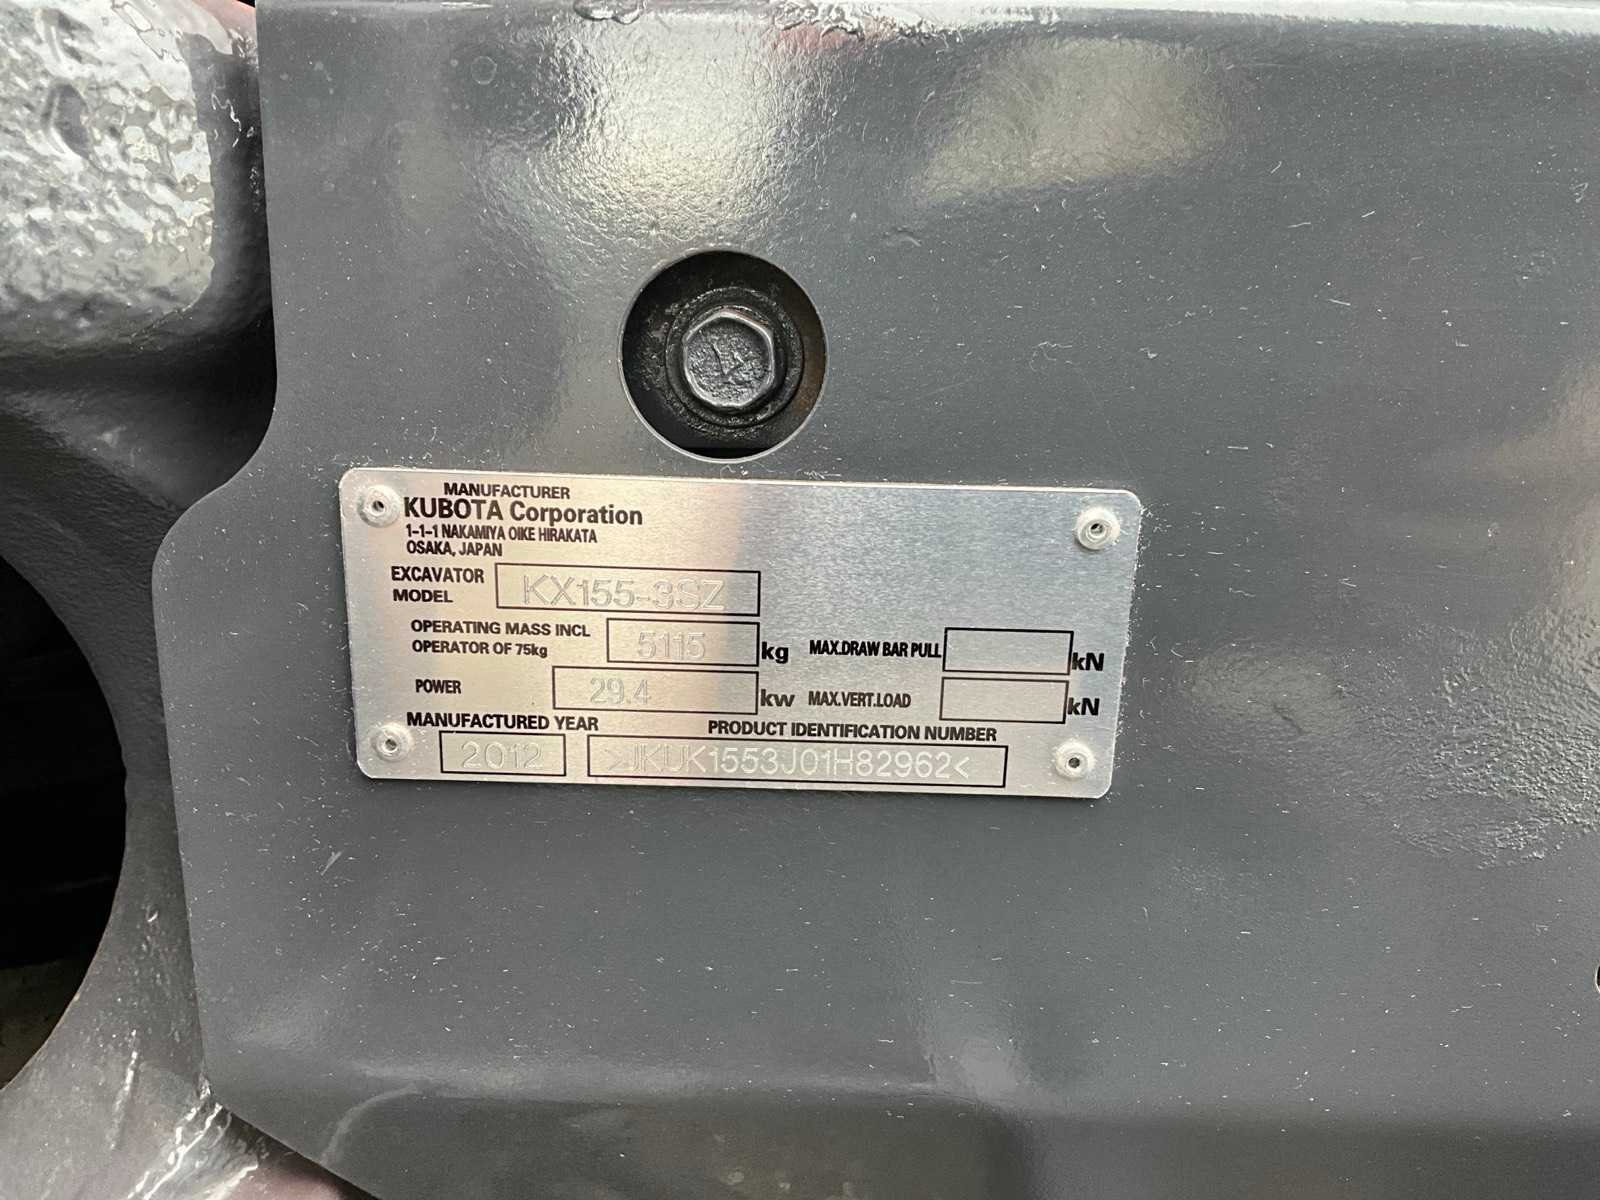 MANUFACTURER
KUBOTA Corporation
1-1-1 NAKAMIYA OIKE HIRAKATA
OSAKA, JAPAN
EXCAVATOR MODEL KX155-3SZ
OPERATING MASS INCL OPERATOR OF 75kg 5115 kg MAX.DRAW BAR PULL kN
POWER 29.4 kw MAX.VERT.LOAD kN
MANUFACTURED YEAR PRODUCT IDENTIFICATION NUMBER
2012 >JKUK1553J01H82962<